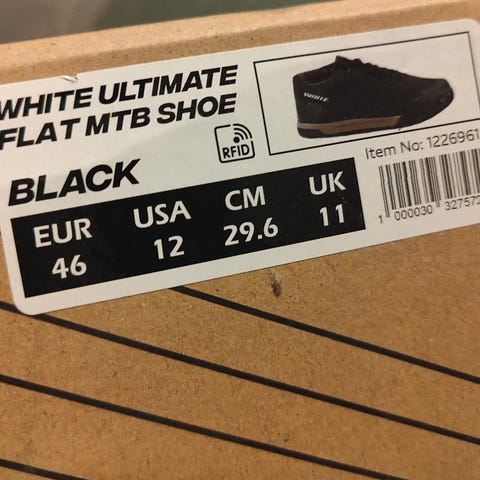 WHITE ULTIMATE
FLAT MTB SHOE
BLACK
RFID
WHITE
Item No: 1226961
EUR USA CM UK
46 12 29.6 11
1 000030 327572